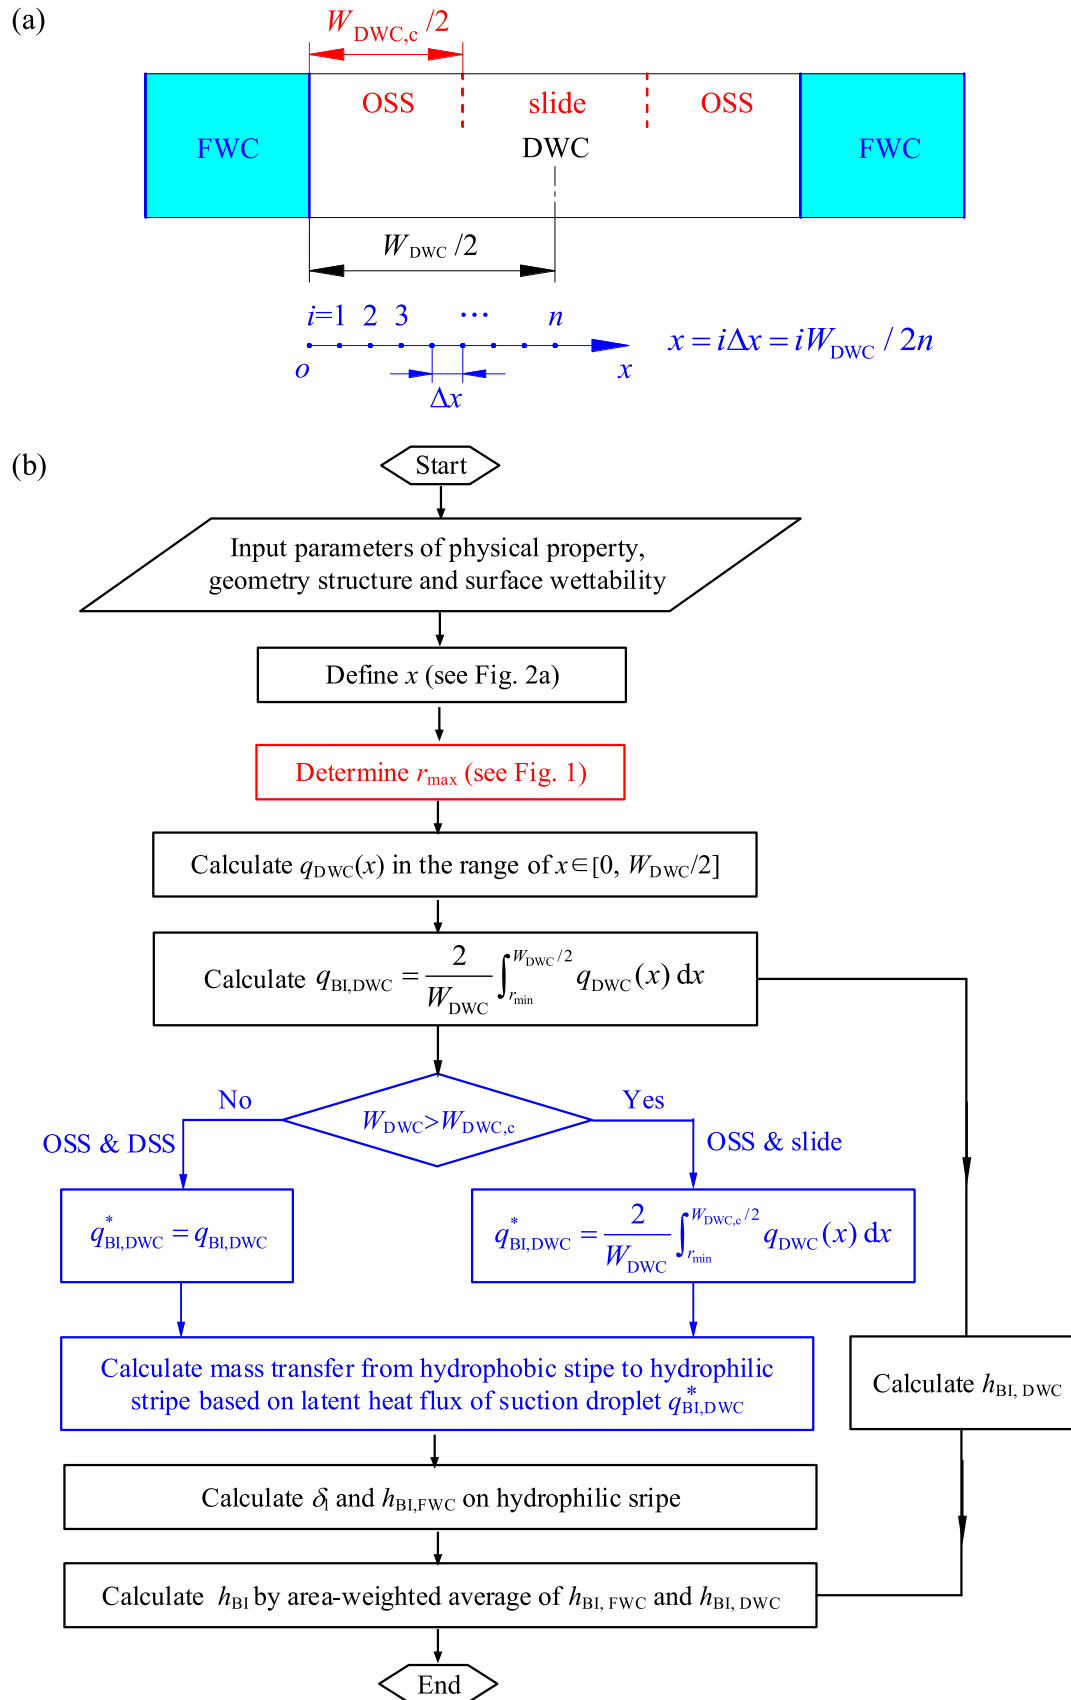 (a)
W_DWC,c /2
OSS slide OSS
FWC DWC FWC
W_DWC /2
i=1 2 3 ··· n
x = iΔx = iW_DWC / 2n
o x
Δx
(b)
Start
Input parameters of physical property,
geometry structure and surface wettability
Define x (see Fig. 2a)
Determine r_max (see Fig. 1)
Calculate q_DWC(x) in the range of x∈[0, W_DWC/2]
Calculate q_BI,DWC = 2/W_DWC ∫_{r_min}^{W_DWC/2} q_DWC(x) dx
No Yes
W_DWC>W_DWC,c
OSS & DSS OSS & slide
q*_BI,DWC = q_BI,DWC
q*_BI,DWC = 2/W_DWC ∫_{r_min}^{W_DWC,c/2} q_DWC(x) dx
Calculate mass transfer from hydrophobic stipe to hydrophilic
stripe based on latent heat flux of suction droplet q*_BI,DWC
Calculate h_BI, DWC
Calculate δ_l and h_BI,FWC on hydrophilic sripe
Calculate h_BI by area-weighted average of h_BI, FWC and h_BI, DWC
End